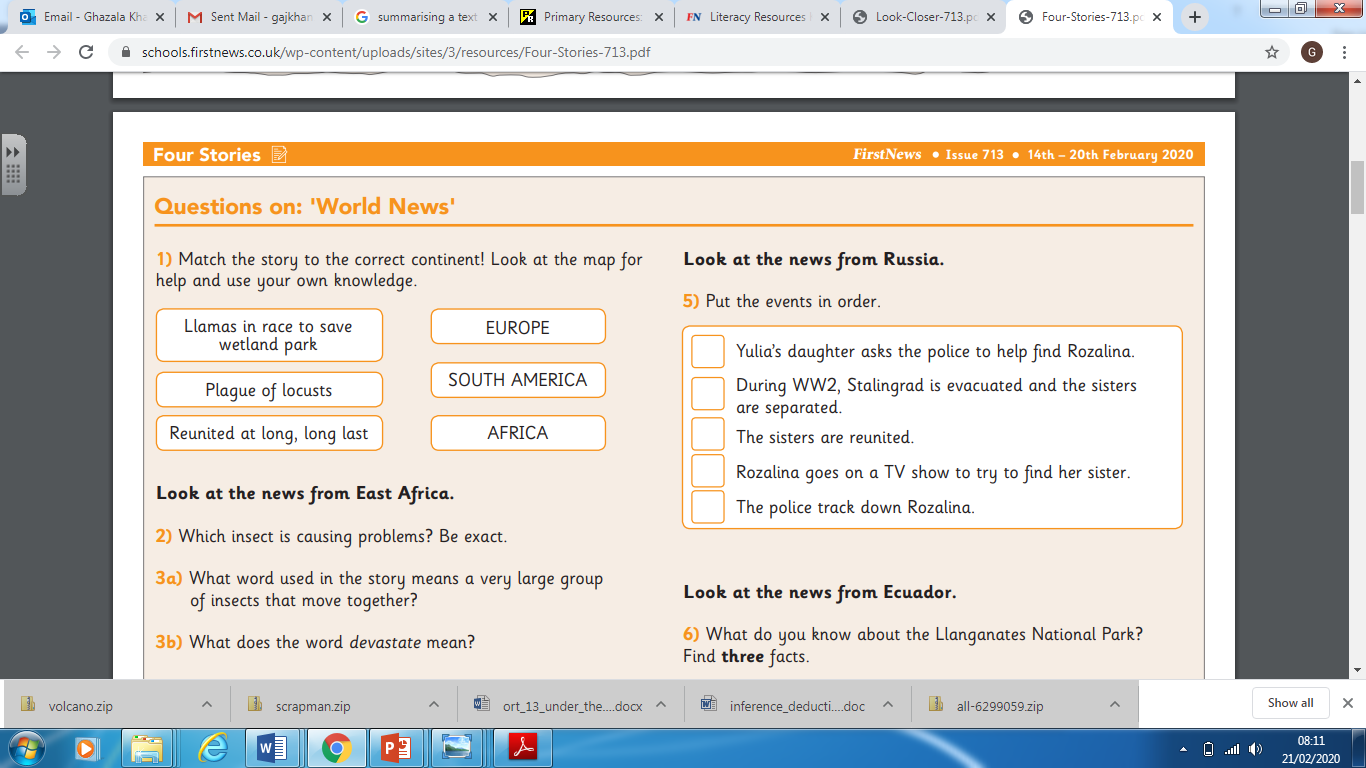 Email - Ghazala Kha
Sent Mail - gajkhan
summarising a text
Primary Resources:
Literacy Resources
Look-Closer-713.pd
Four-Stories-713.pd
schools.firstnews.co.uk/wp-content/uploads/sites/3/resources/Four-Stories-713.pdf
G
Four Stories
FirstNews • Issue 713 • 14th – 20th February 2020
Questions on: 'World News'
1) Match the story to the correct continent! Look at the map for
help and use your own knowledge.
Llamas in race to save
wetland park
Plague of locusts
Reunited at long, long last
EUROPE
SOUTH AMERICA
AFRICA
Look at the news from East Africa.
2) Which insect is causing problems? Be exact.
3a) What word used in the story means a very large group
of insects that move together?
3b) What does the word devastate mean?
Look at the news from Russia.
5) Put the events in order.
Yulia's daughter asks the police to help find Rozalina.
During WW2, Stalingrad is evacuated and the sisters
are separated.
The sisters are reunited.
Rozalina goes on a TV show to try to find her sister.
The police track down Rozalina.
Look at the news from Ecuador.
6) What do you know about the Llanganates National Park?
Find three facts.
volcano.zip
scrapman.zip
ort_13_under_the....docx
inference_deducti....doc
all-6299059.zip
Show all
08:11
21/02/2020